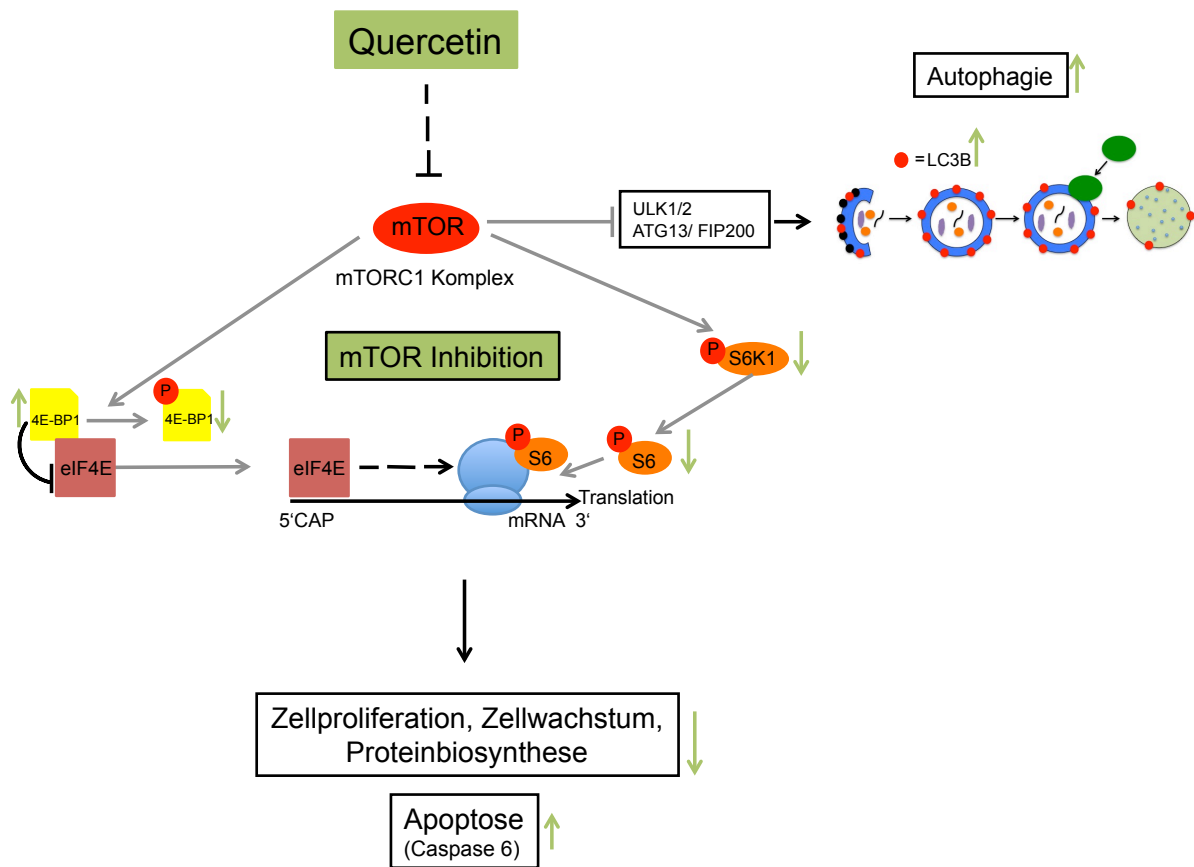 Quercetin
Autophagie
=LC3B
mTOR
mTORC1 Komplex
ULK1/2
ATG13/ FIP200
mTOR Inhibition
P
S6K1
4E-BP1
P
4E-BP1
eIF4E
eIF4E
P
S6
P
S6
Translation
5‘CAP
mRNA 3‘
Zellproliferation, Zellwachstum,
Proteinbiosynthese
Apoptose
(Caspase 6)